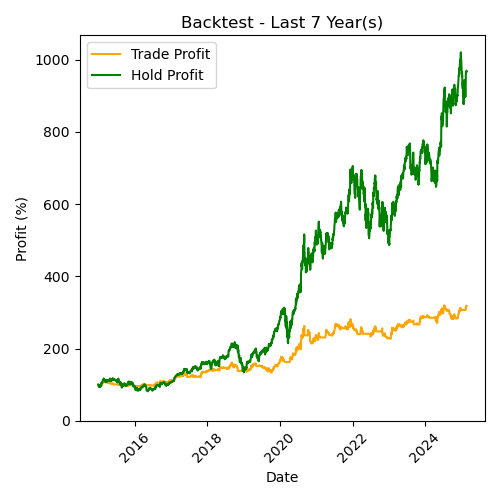 Backtest - Last 7 Year(s)
Trade Profit
Hold Profit
Profit (%)
1000
800
600
400
200
0
2016
2018
2020
2022
2024
Date